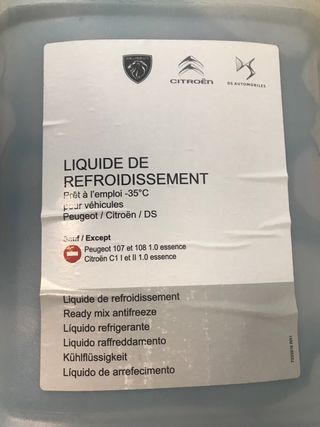 PEUGEOT
CITROËN
DS AUTOMOBILES
LIQUIDE DE
REFROIDISSEMENT
Prêt à l'emploi -35°C
pour véhicules
Peugeot / Citroën / DS
Sauf / Except
Peugeot 107 et 108 1.0 essence
Citroën C1 I et II 1.0 essence
Liquide de refroidissement
Ready mix antifreeze
Líquido refrigerante
Liquido raffreddamento
Kühlflüssigkeit
Líquido de arrefecimento